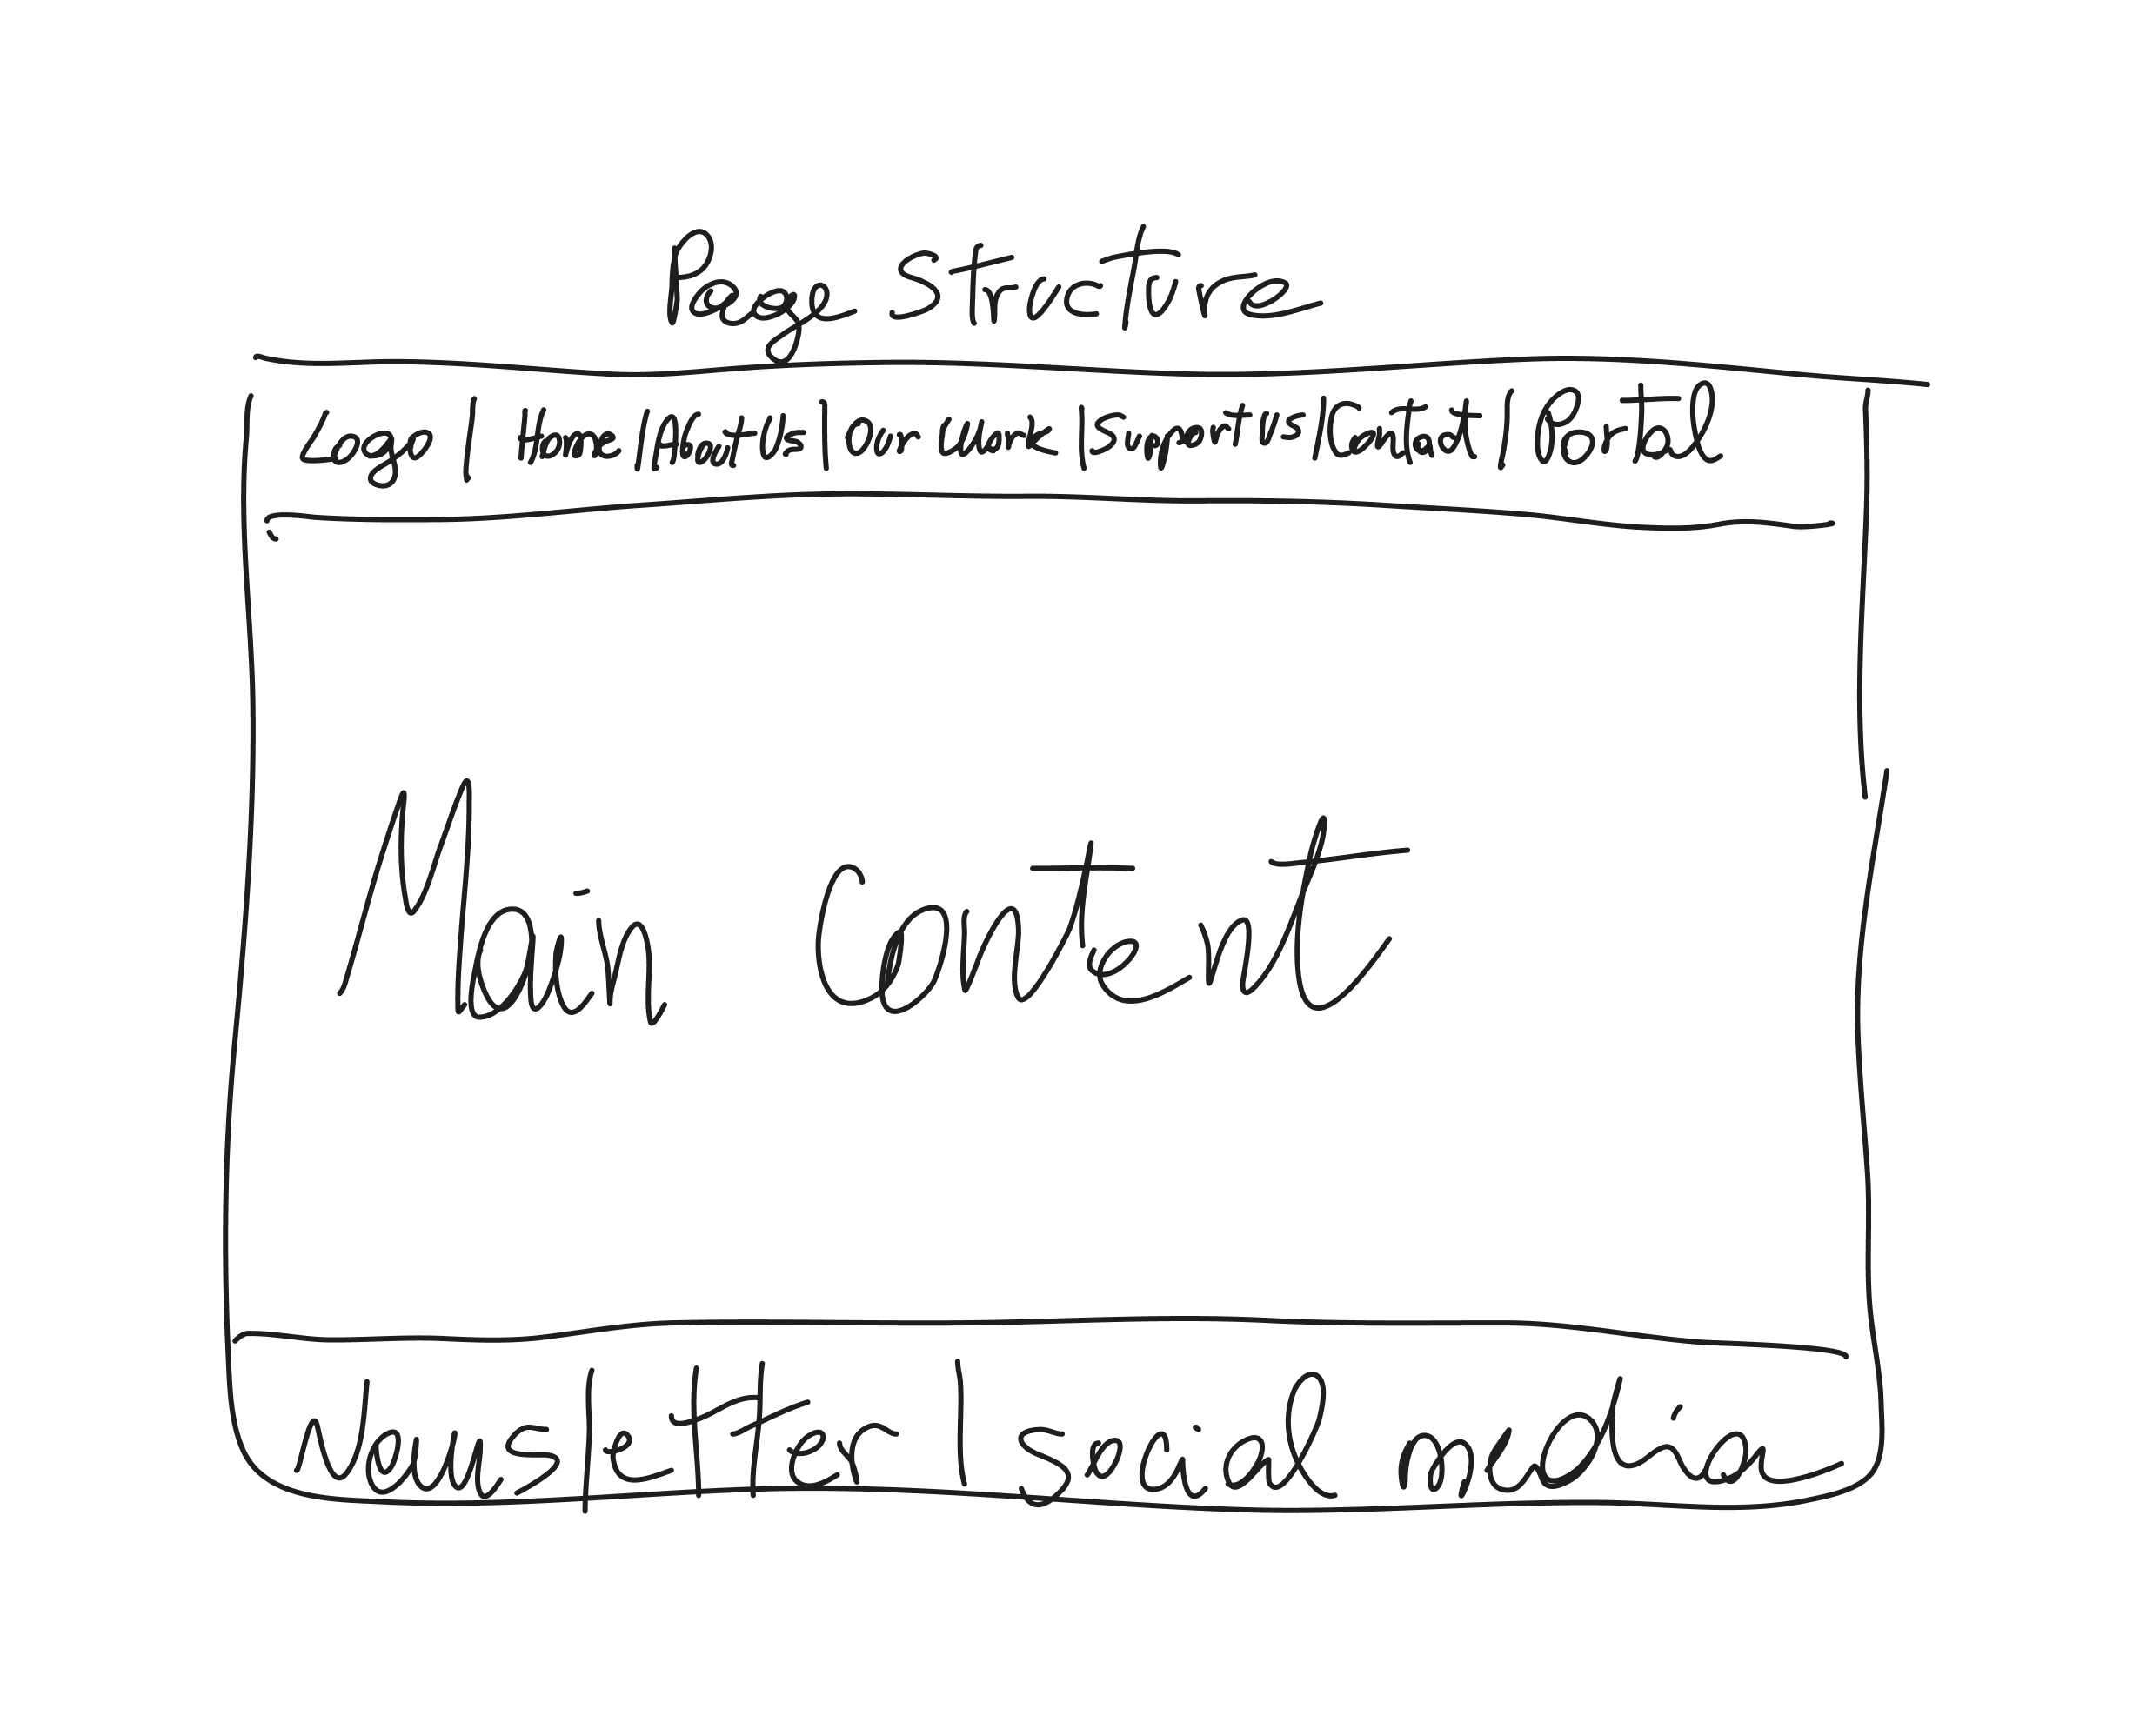 Page Structure
Logo | Home | About Us | Our work | Support Us | Contact | Portal
Main Content
Newsletter | social media